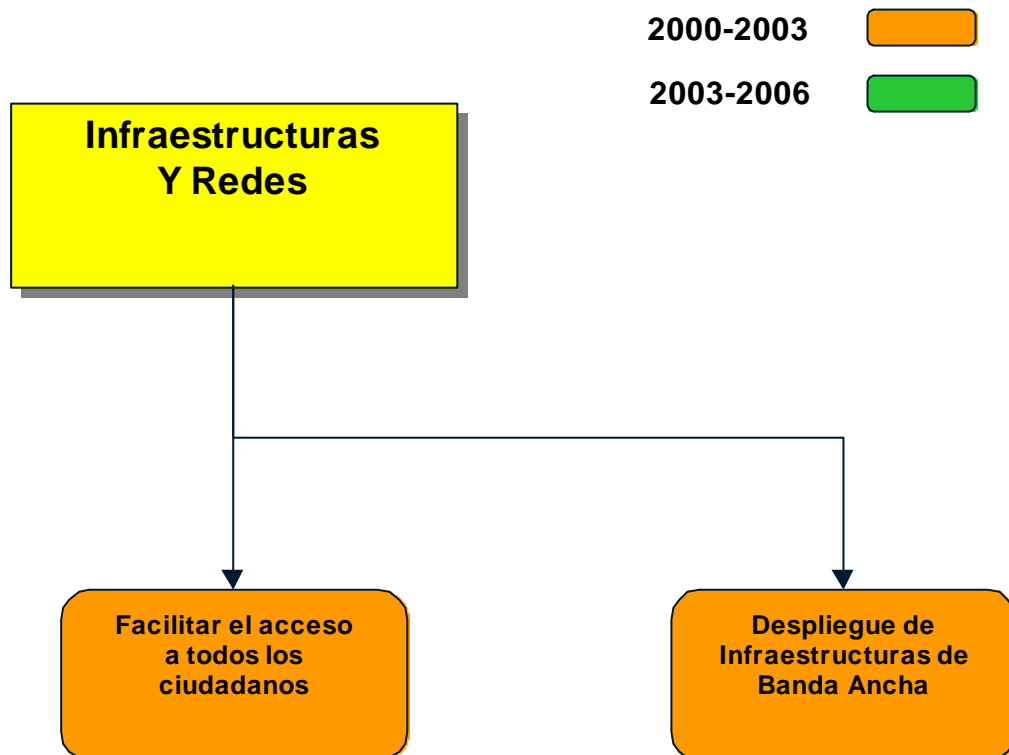 2000-2003
2003-2006
Infraestructuras
Y Redes
Facilitar el acceso
a todos los
ciudadanos
Despliegue de
Infraestructuras de
Banda Ancha